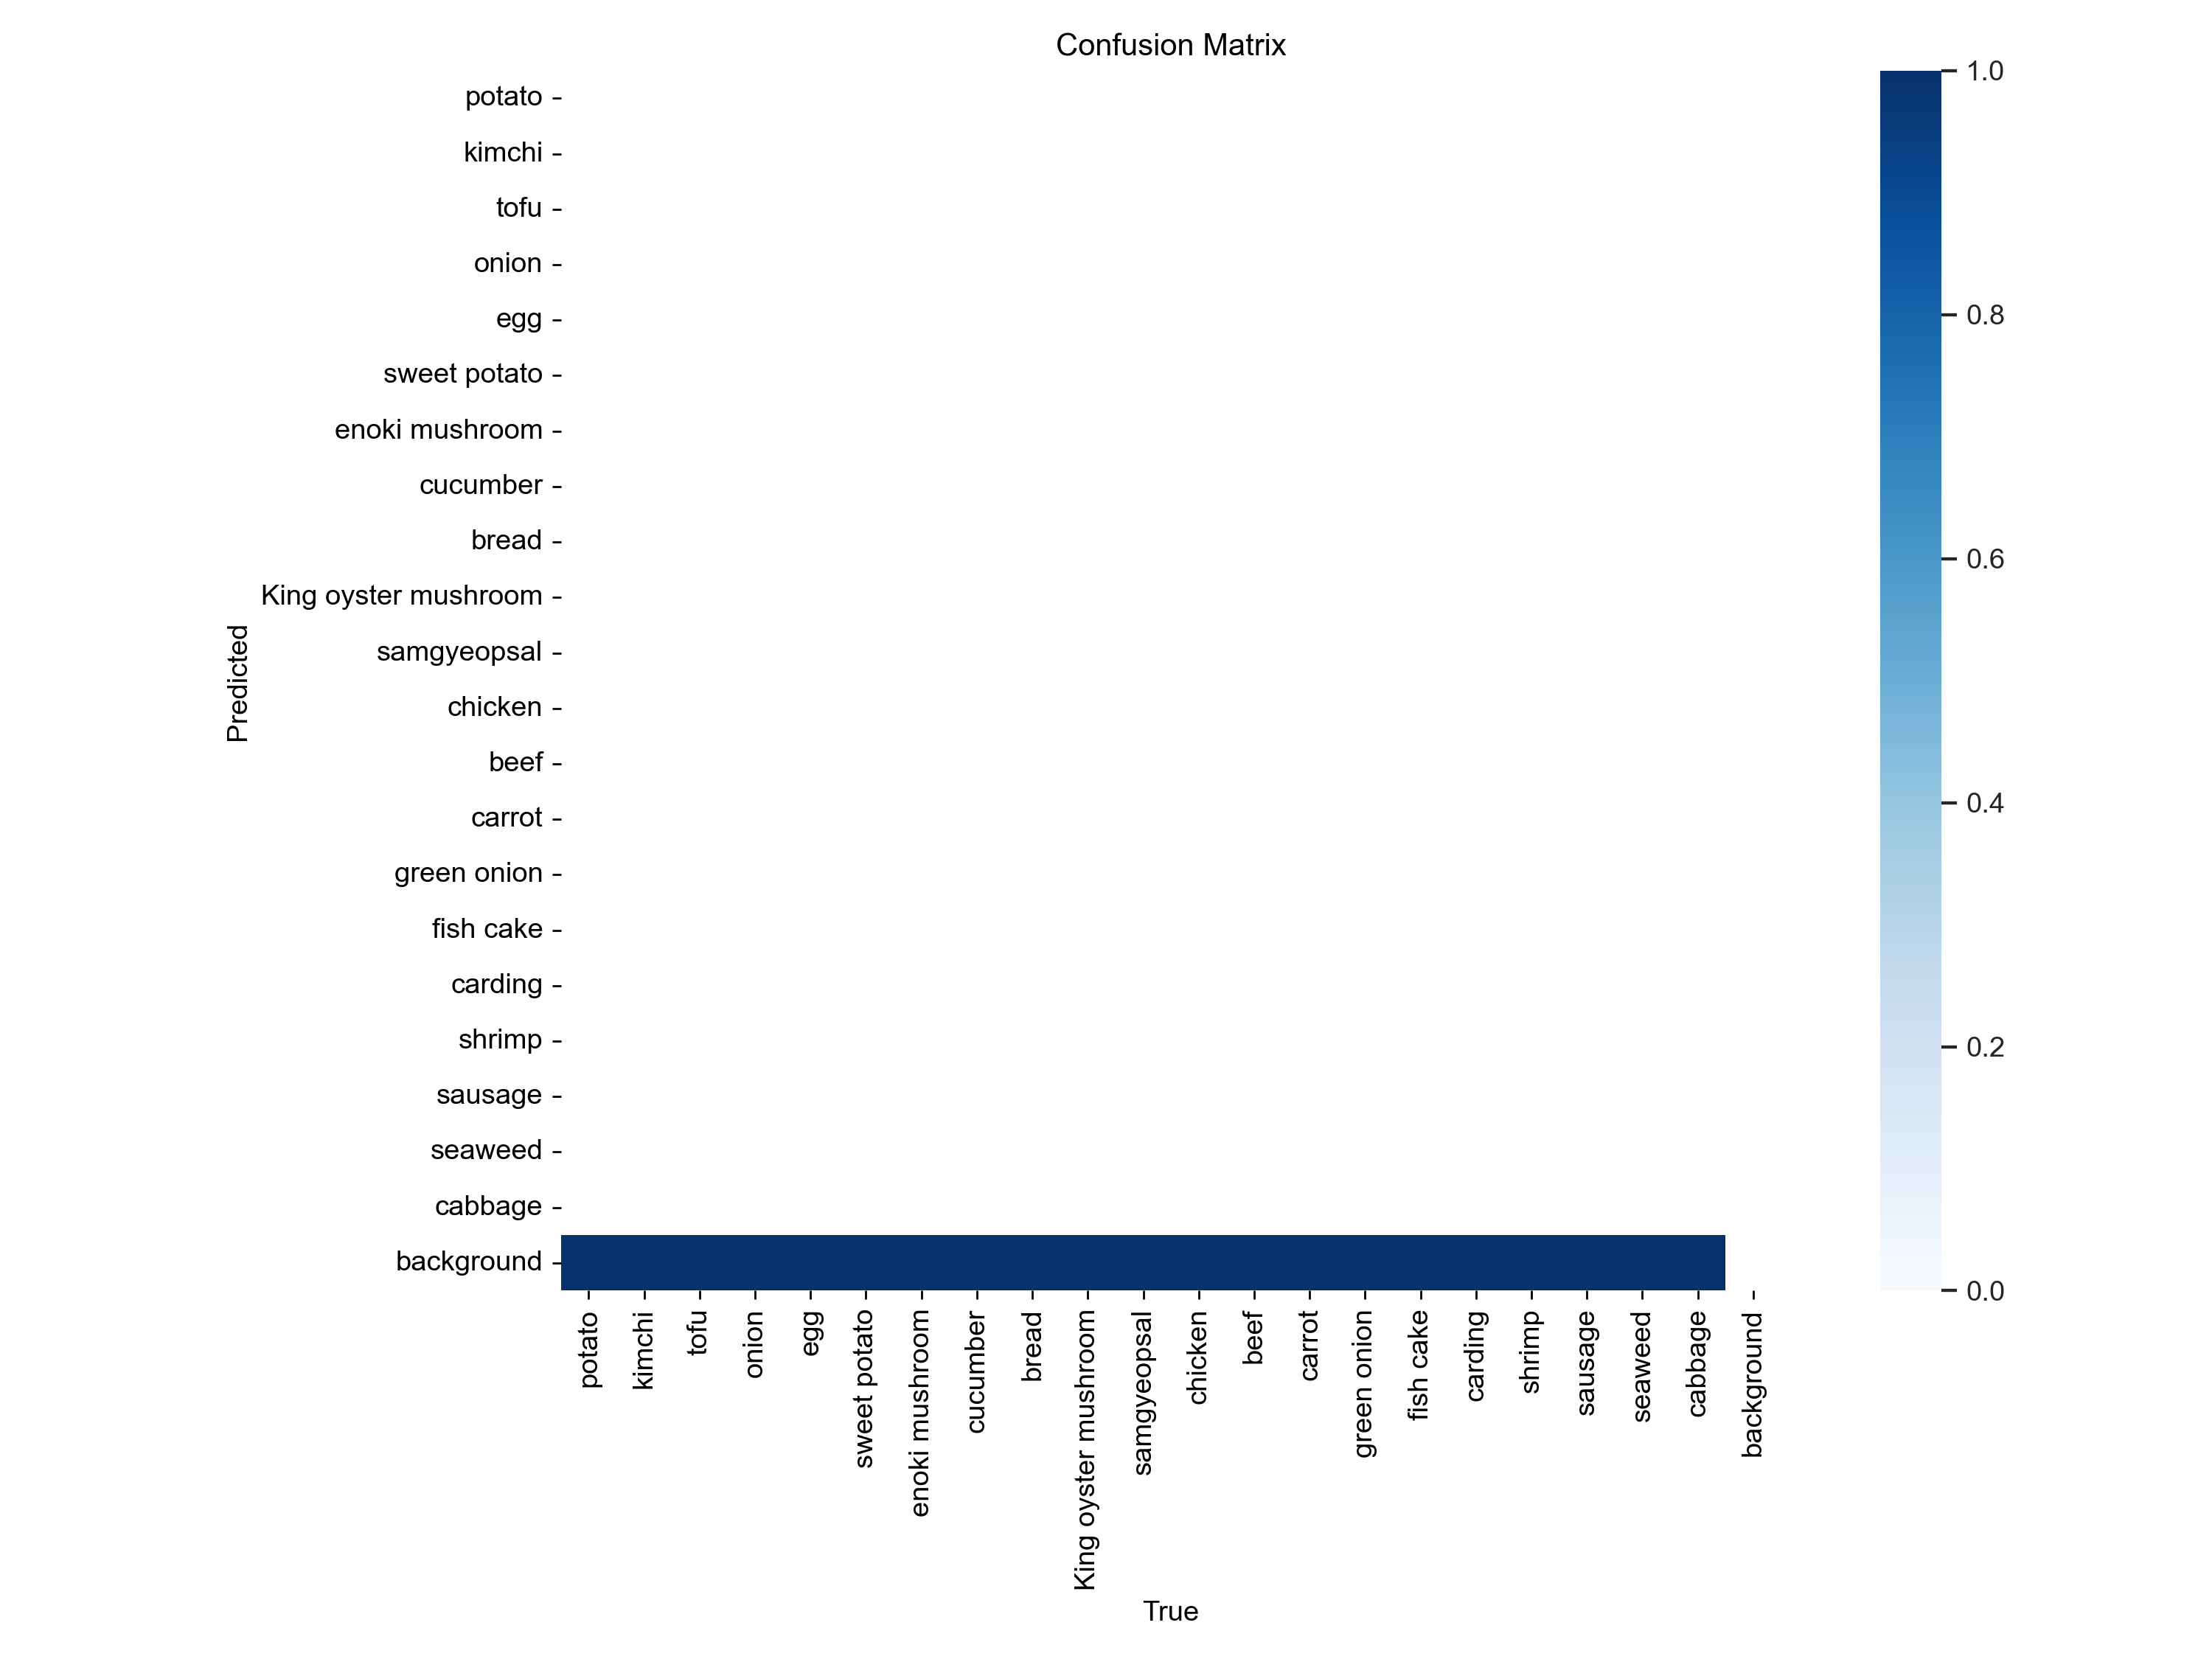 Confusion Matrix
potato
kimchi
tofu
onion
egg
sweet potato
enoki mushroom
cucumber
bread
King oyster mushroom
samgyeopsal
chicken
beef
carrot
green onion
fish cake
carding
shrimp
sausage
seaweed
cabbage
background
Predicted
potato
kimchi
tofu
onion
egg
sweet potato
enoki mushroom
cucumber
bread
King oyster mushroom
samgyeopsal
chicken
beef
carrot
green onion
fish cake
carding
shrimp
sausage
seaweed
cabbage
background
True
1.0
0.8
0.6
0.4
0.2
0.0